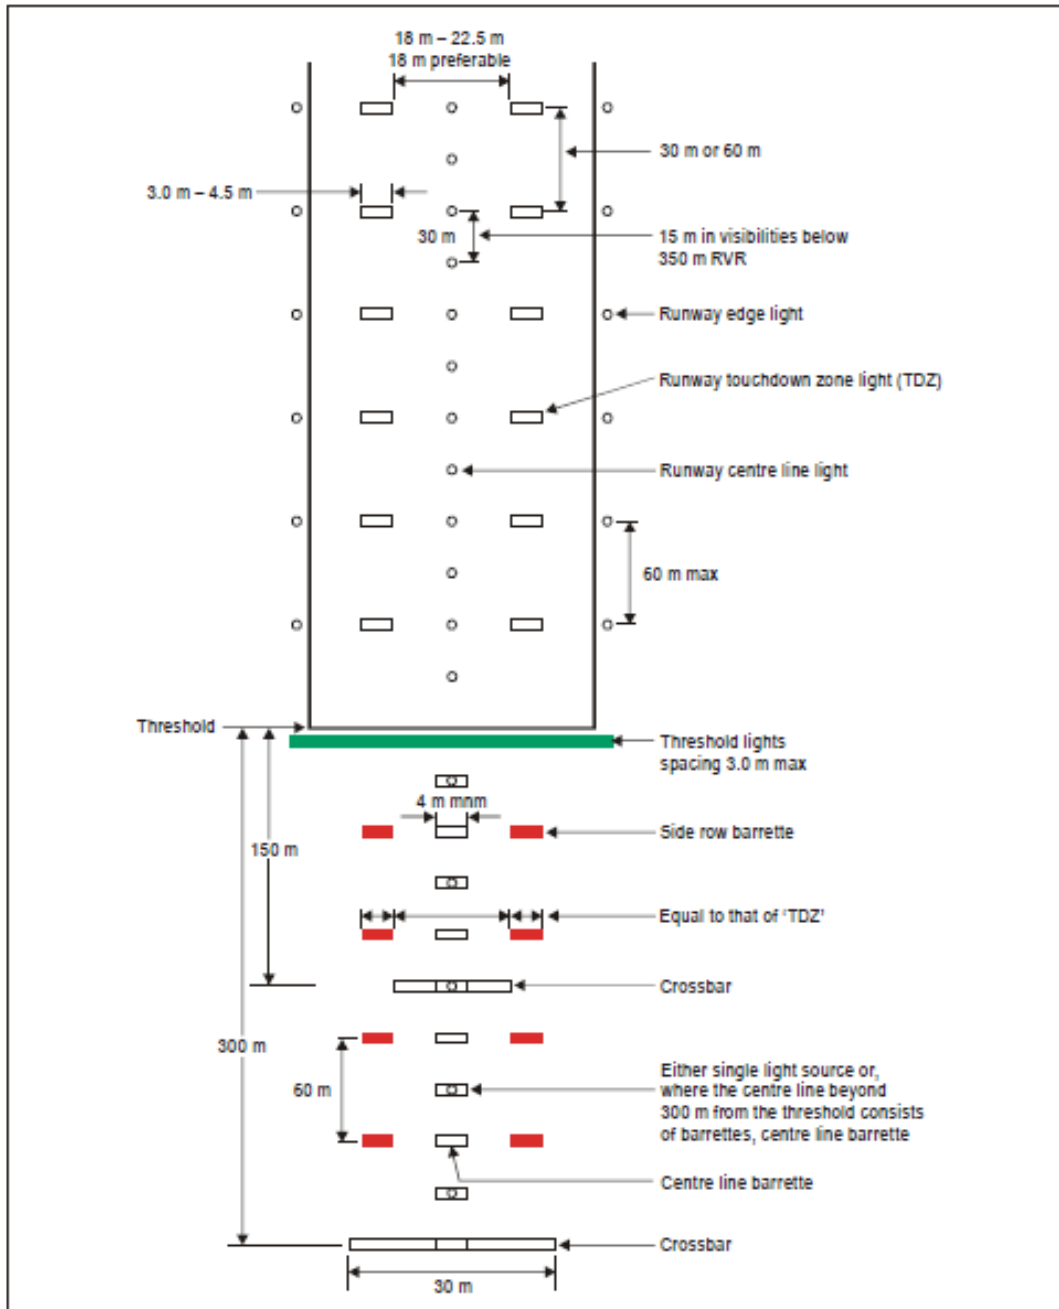 18 m – 22.5 m
18 m preferable
30 m or 60 m
3.0 m – 4.5 m
30 m
15 m in visibilities below
350 m RVR
Runway edge light
Runway touchdown zone light (TDZ)
Runway centre line light
60 m max
Threshold
Threshold lights
spacing 3.0 m max
4 m mnm
Side row barrette
150 m
Equal to that of ‘TDZ’
Crossbar
300 m
60 m
Either single light source or,
where the centre line beyond
300 m from the threshold consists
of barrettes, centre line barrette
Centre line barrette
Crossbar
30 m